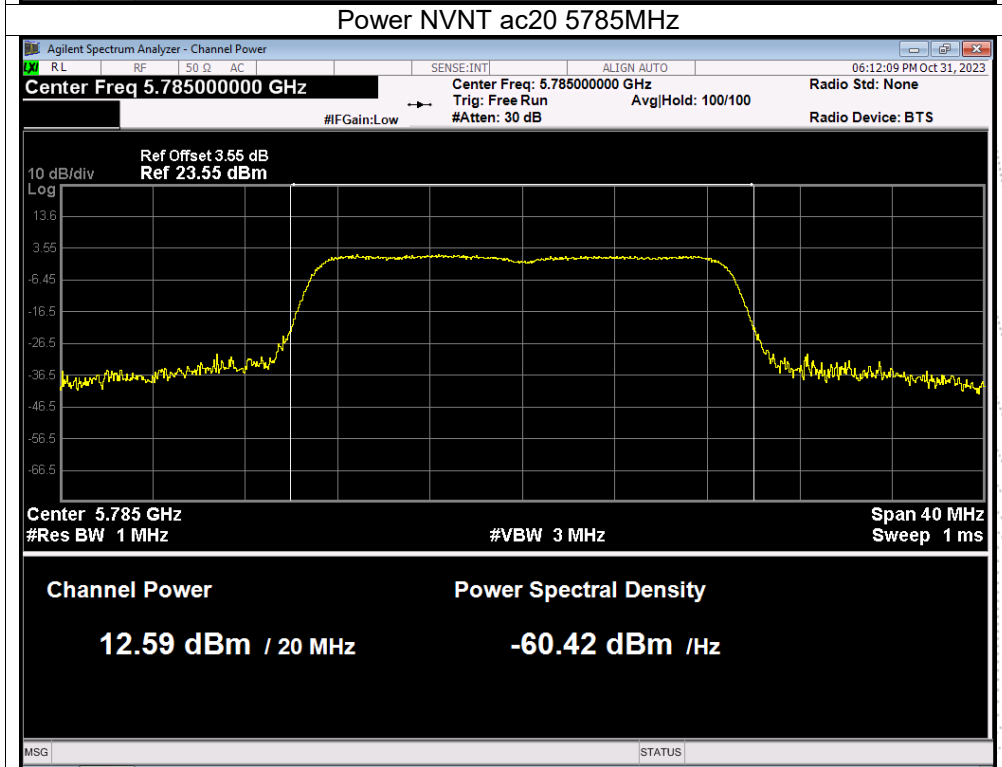 Power NVNT ac20 5785MHz
Agilent Spectrum Analyzer - Channel Power
LXI RL RF 50 Ω AC SENSE:INT ALIGN AUTO 06:12:09 PM Oct 31, 2023
Center Freq 5.785000000 GHz Center Freq: 5.785000000 GHz Radio Std: None
Trig: Free Run Avg|Hold: 100/100
#IFGain:Low #Atten: 30 dB Radio Device: BTS
Ref Offset 3.55 dB
10 dB/div Ref 23.55 dBm
Log
13.6
3.55
-6.45
-16.5
-26.5
-36.5
-46.5
-56.5
-66.5
Center 5.785 GHz Span 40 MHz
#Res BW 1 MHz #VBW 3 MHz Sweep 1 ms
Channel Power Power Spectral Density
12.59 dBm / 20 MHz -60.42 dBm /Hz
MSG STATUS